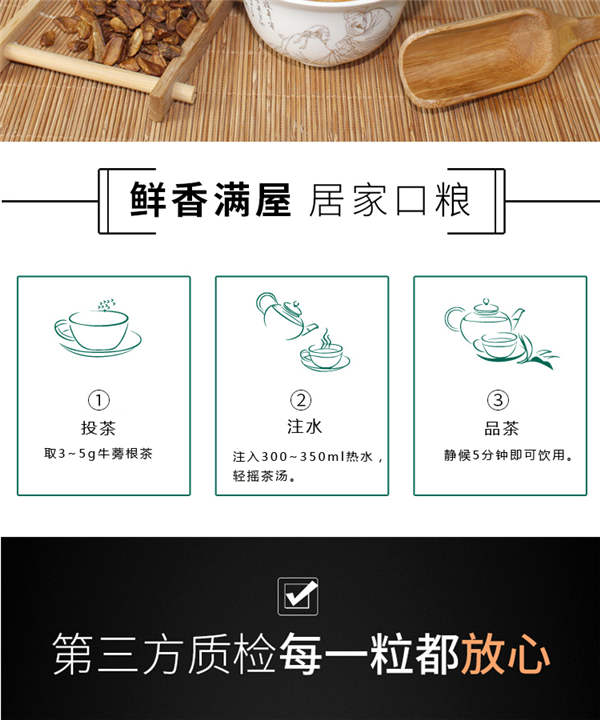 鲜香满屋 居家口粮
①
投茶
取3~5g牛蒡根茶
②
注水
注入300~350ml热水，
轻摇茶汤。
③
品茶
静候5分钟即可饮用。
第三方质检每一粒都放心